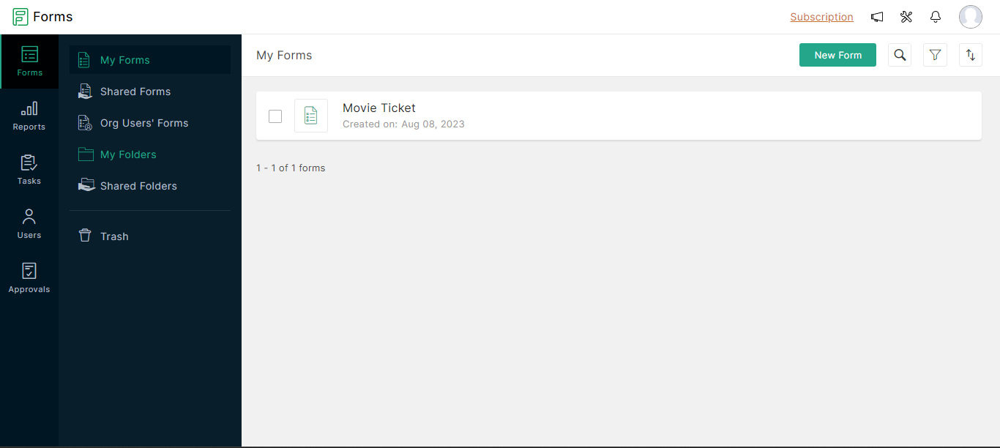 Forms
Subscription
Forms
Reports
Tasks
Users
Approvals
My Forms
Shared Forms
Org Users' Forms
My Folders
Shared Folders
Trash
My Forms
New Form
Movie Ticket
Created on: Aug 08, 2023
1 - 1 of 1 forms